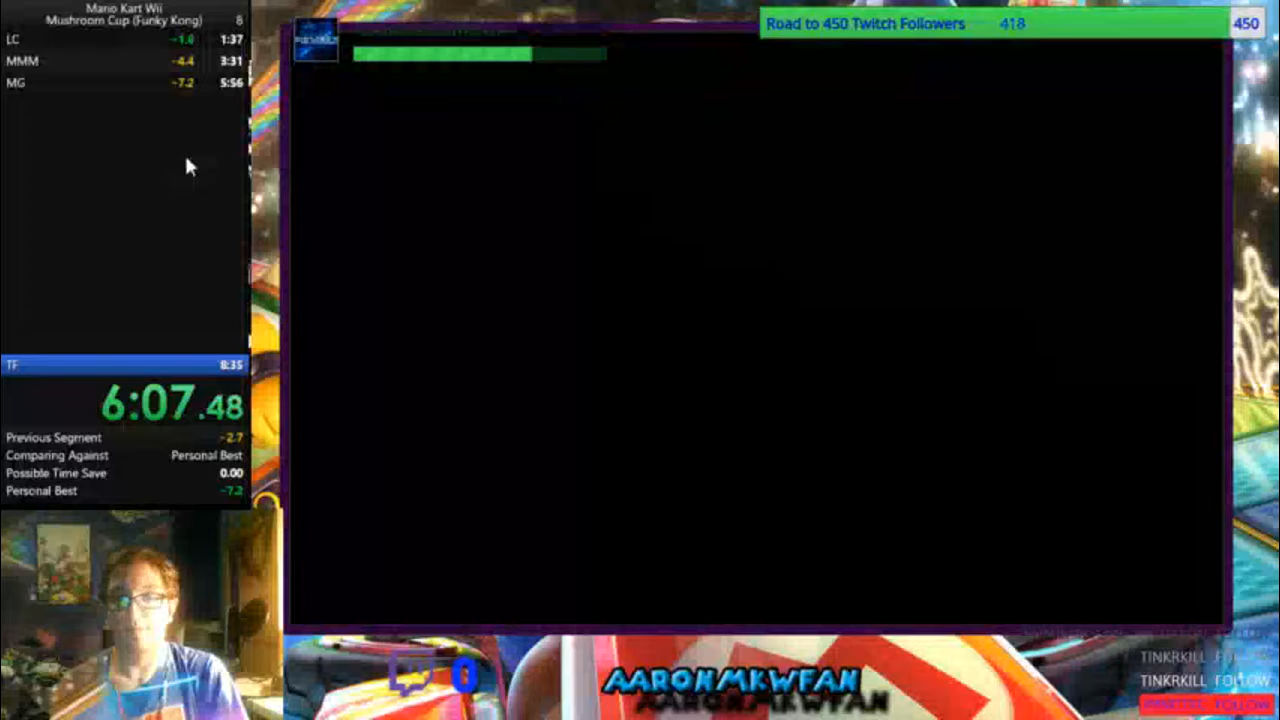 Mario Kart Wii
Mushroom Cup (Funky Kong) 8
LC -1.0 1:37
MMM -4.4 3:31
MG -7.2 5:56
TF 8:35
6:07.48
Previous Segment -2.7
Comparing Against Personal Best
Possible Time Save 0.00
Personal Best -7.2
Road to 450 Twitch Followers 418 450
0
AARONMKWFAN
TINKRKILL FOLLOW
TINKRKILL FOLLOW
FOLLOW